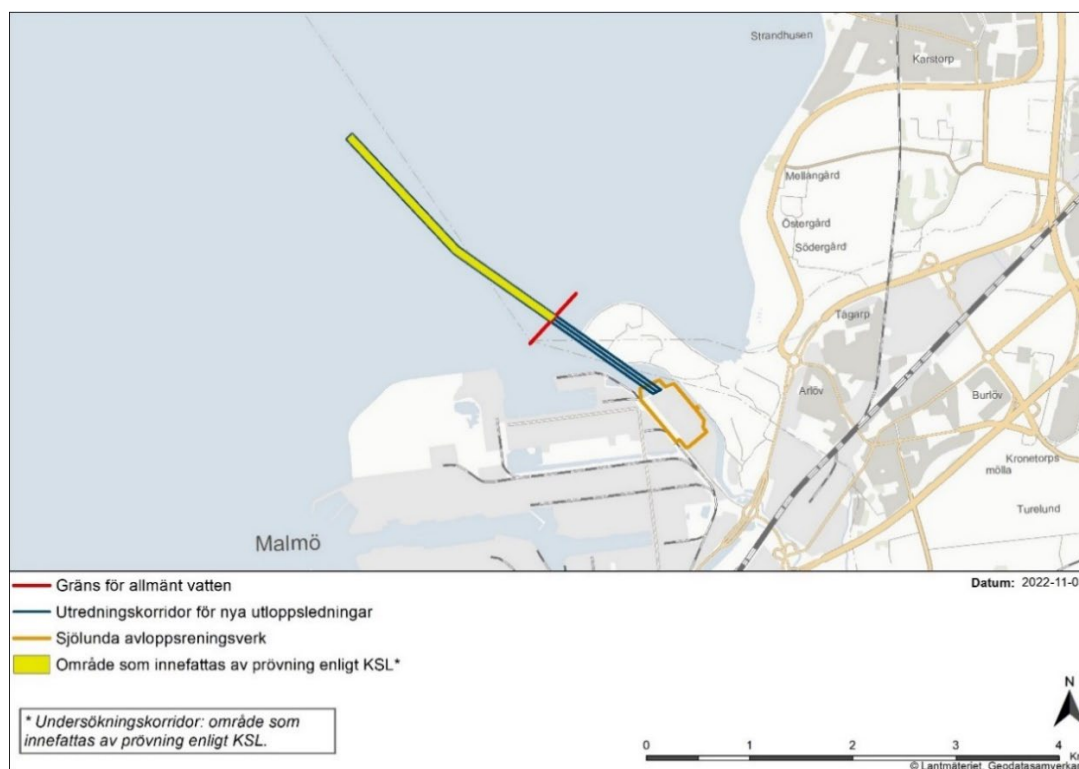 Strandhusen
Karstorp
Mellangård
Östergård
Södergård
Tågarp
Arlöv
Burlöv
Kronetorps
mölla
Turelund
Malmö
Gräns för allmänt vatten
Datum: 2022-11-0
Utredningskorridor för nya utloppsledningar
Sjölunda avloppsreningsverk
Område som innefattas av prövning enligt KSL*
* Undersökningskorridor: område som
innefattas av prövning enligt KSL.
N
0 1 2 3 4
© Lantmäteriet, Geodatasamverkan